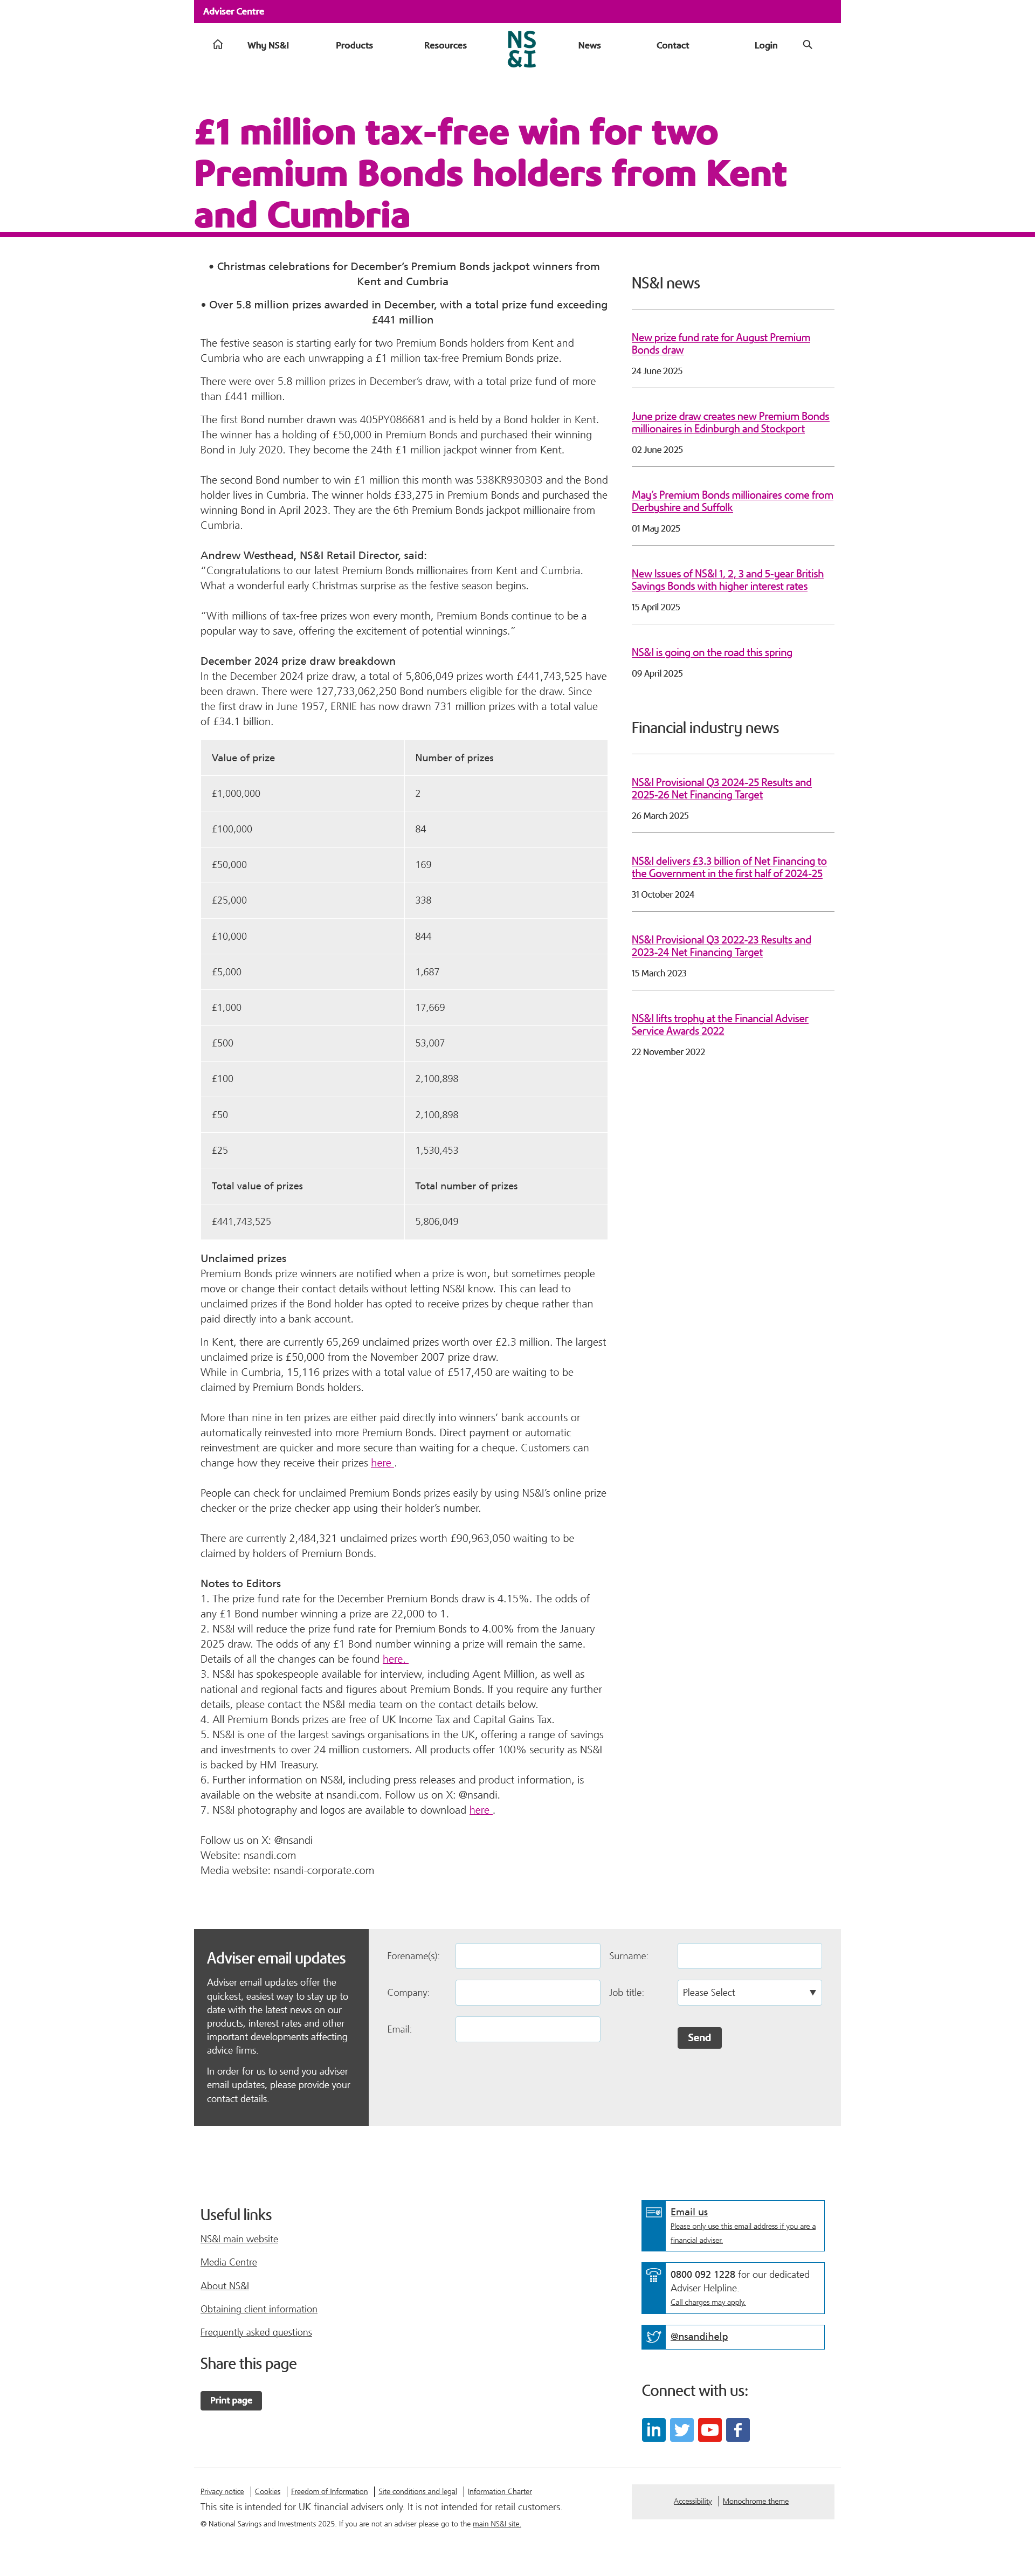 Adviser Centre
Why NS&I
Products
Resources
NS
&I
News
Contact
Login
£1 million tax-free win for two
Premium Bonds holders from Kent
and Cumbria
• Christmas celebrations for December’s Premium Bonds jackpot winners from
Kent and Cumbria
• Over 5.8 million prizes awarded in December, with a total prize fund exceeding
£441 million
The festive season is starting early for two Premium Bonds holders from Kent and
Cumbria who are each unwrapping a £1 million tax-free Premium Bonds prize.
There were over 5.8 million prizes in December’s draw, with a total prize fund of more
than £441 million.
The first Bond number drawn was 405PY086681 and is held by a Bond holder in Kent.
The winner has a holding of £50,000 in Premium Bonds and purchased their winning
Bond in July 2020. They become the 24th £1 million jackpot winner from Kent.
The second Bond number to win £1 million this month was 538KR930303 and the Bond
holder lives in Cumbria. The winner holds £33,275 in Premium Bonds and purchased the
winning Bond in April 2023. They are the 6th Premium Bonds jackpot millionaire from
Cumbria.
Andrew Westhead, NS&I Retail Director, said:
“Congratulations to our latest Premium Bonds millionaires from Kent and Cumbria.
What a wonderful early Christmas surprise as the festive season begins.
“With millions of tax-free prizes won every month, Premium Bonds continue to be a
popular way to save, offering the excitement of potential winnings.”
December 2024 prize draw breakdown
In the December 2024 prize draw, a total of 5,806,049 prizes worth £441,743,525 have
been drawn. There were 127,733,062,250 Bond numbers eligible for the draw. Since
the first draw in June 1957, ERNIE has now drawn 731 million prizes with a total value
of £34.1 billion.
Value of prize
Number of prizes
£1,000,000
2
£100,000
84
£50,000
169
£25,000
338
£10,000
844
£5,000
1,687
£1,000
17,669
£500
53,007
£100
2,100,898
£50
2,100,898
£25
1,530,453
Total value of prizes
Total number of prizes
£441,743,525
5,806,049
Unclaimed prizes
Premium Bonds prize winners are notified when a prize is won, but sometimes people
move or change their contact details without letting NS&I know. This can lead to
unclaimed prizes if the Bond holder has opted to receive prizes by cheque rather than
paid directly into a bank account.
In Kent, there are currently 65,269 unclaimed prizes worth over £2.3 million. The largest
unclaimed prize is £50,000 from the November 2007 prize draw.
While in Cumbria, 15,116 prizes with a total value of £517,450 are waiting to be
claimed by Premium Bonds holders.
More than nine in ten prizes are either paid directly into winners’ bank accounts or
automatically reinvested into more Premium Bonds. Direct payment or automatic
reinvestment are quicker and more secure than waiting for a cheque. Customers can
change how they receive their prizes here .
People can check for unclaimed Premium Bonds prizes easily by using NS&I’s online prize
checker or the prize checker app using their holder’s number.
There are currently 2,484,321 unclaimed prizes worth £90,963,050 waiting to be
claimed by holders of Premium Bonds.
Notes to Editors
1. The prize fund rate for the December Premium Bonds draw is 4.15%. The odds of
any £1 Bond number winning a prize are 22,000 to 1.
2. NS&I will reduce the prize fund rate for Premium Bonds to 4.00% from the January
2025 draw. The odds of any £1 Bond number winning a prize will remain the same.
Details of all the changes can be found here.
3. NS&I has spokespeople available for interview, including Agent Million, as well as
national and regional facts and figures about Premium Bonds. If you require any further
details, please contact the NS&I media team on the contact details below.
4. All Premium Bonds prizes are free of UK Income Tax and Capital Gains Tax.
5. NS&I is one of the largest savings organisations in the UK, offering a range of savings
and investments to over 24 million customers. All products offer 100% security as NS&I
is backed by HM Treasury.
6. Further information on NS&I, including press releases and product information, is
available on the website at nsandi.com. Follow us on X: @nsandi.
7. NS&I photography and logos are available to download here .
Follow us on X: @nsandi
Website: nsandi.com
Media website: nsandi-corporate.com
NS&I news
New prize fund rate for August Premium
Bonds draw
24 June 2025
June prize draw creates new Premium Bonds
millionaires in Edinburgh and Stockport
02 June 2025
May’s Premium Bonds millionaires come from
Derbyshire and Suffolk
01 May 2025
New Issues of NS&I 1, 2, 3 and 5-year British
Savings Bonds with higher interest rates
15 April 2025
NS&I is going on the road this spring
09 April 2025
Financial industry news
NS&I Provisional Q3 2024-25 Results and
2025-26 Net Financing Target
26 March 2025
NS&I delivers £3.3 billion of Net Financing to
the Government in the first half of 2024-25
31 October 2024
NS&I Provisional Q3 2022-23 Results and
2023-24 Net Financing Target
15 March 2023
NS&I lifts trophy at the Financial Adviser
Service Awards 2022
22 November 2022
Adviser email updates
Adviser email updates offer the
quickest, easiest way to stay up to
date with the latest news on our
products, interest rates and other
important developments affecting
advice firms.
In order for us to send you adviser
email updates, please provide your
contact details.
Forename(s):
Surname:
Company:
Job title:
Please Select
Email:
Send
Useful links
NS&I main website
Media Centre
About NS&I
Obtaining client information
Frequently asked questions
Share this page
Print page
Email us
Please only use this email address if you are a
financial adviser.
0800 092 1228 for our dedicated
Adviser Helpline.
Call charges may apply.
@nsandihelp
Connect with us:
Privacy notice
Cookies
Freedom of Information
Site conditions and legal
Information Charter
This site is intended for UK financial advisers only. It is not intended for retail customers.
© National Savings and Investments 2025. If you are not an adviser please go to the main NS&I site.
Accessibility
Monochrome theme